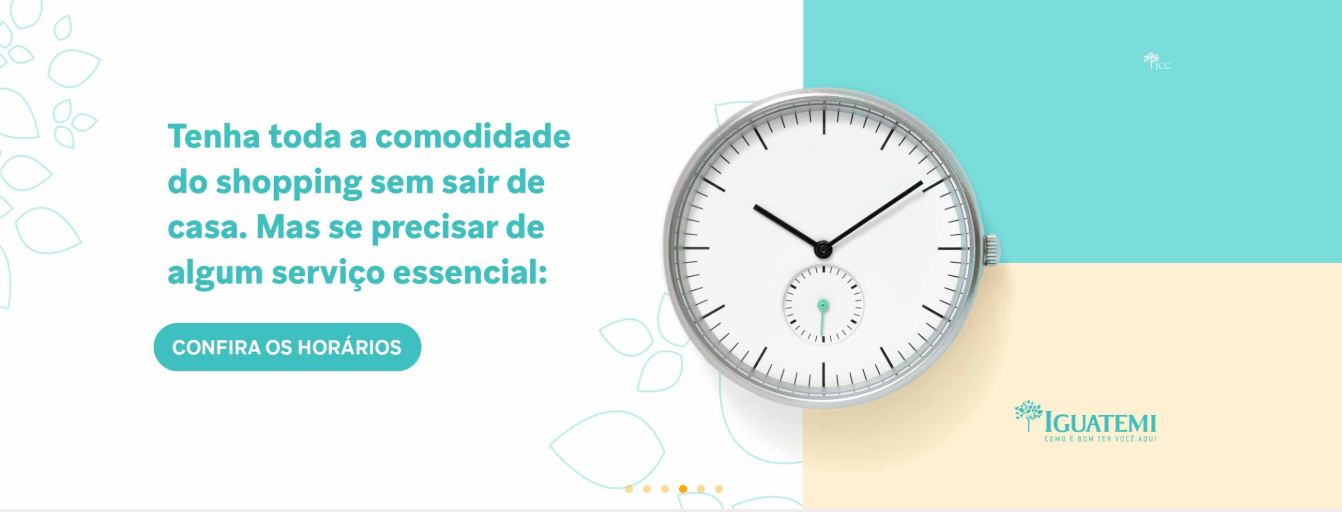 Tenha toda a comodidade
do shopping sem sair de
casa. Mas se precisar de
algum serviço essencial:
CONFIRA OS HORÁRIOS
JCC
IGUATEMI
COMO É BOM TER VOCÊ AQUI